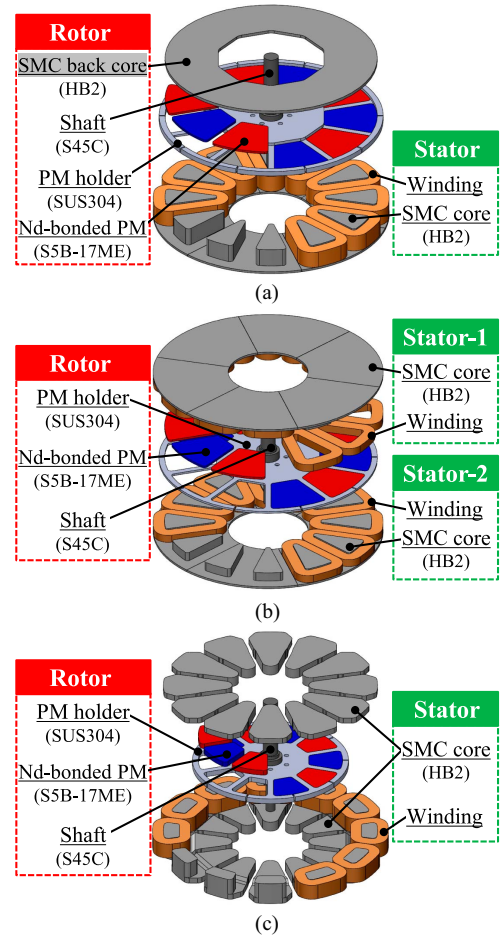 Rotor
SMC back core
(HB2)
Shaft
(S45C)
PM holder
(SUS304)
Nd-bonded PM
(S5B-17ME)
Stator
Winding
SMC core
(HB2)
(a)
Rotor
PM holder
(SUS304)
Nd-bonded PM
(S5B-17ME)
Shaft
(S45C)
Stator-1
SMC core
(HB2)
Winding
Stator-2
Winding
SMC core
(HB2)
(b)
Rotor
PM holder
(SUS304)
Nd-bonded PM
(S5B-17ME)
Shaft
(S45C)
Stator
SMC core
(HB2)
Winding
(c)